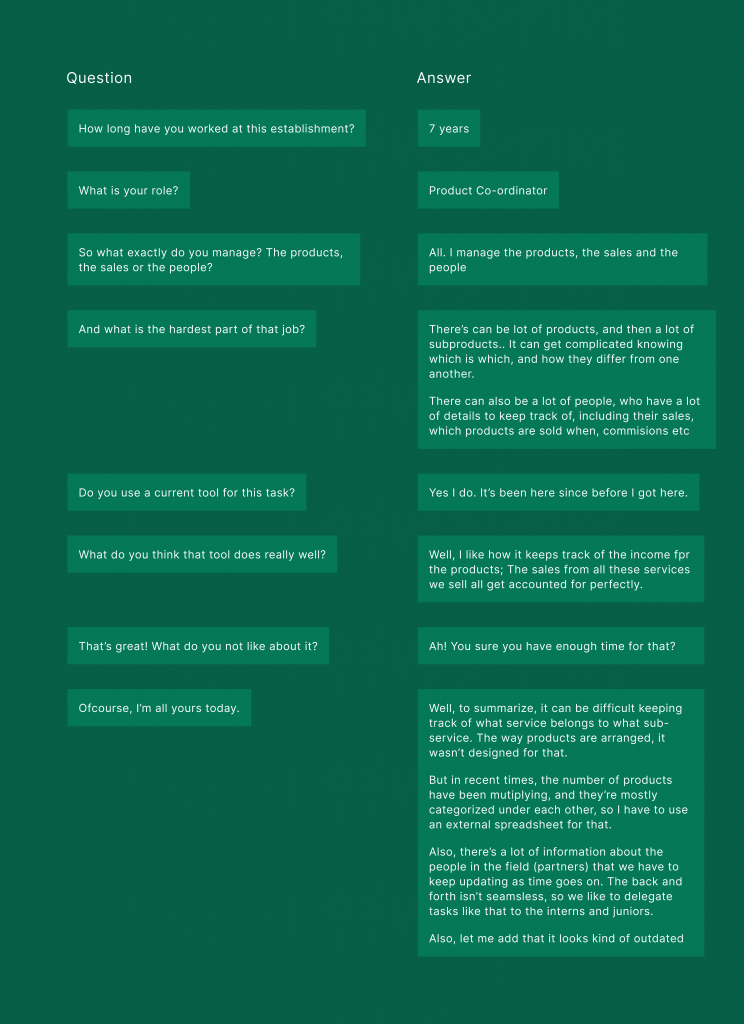 Question
Answer
How long have you worked at this establishment?
7 years
What is your role?
Product Co-ordinator
So what exactly do you manage? The products,
the sales or the people?
All. I manage the products, the sales and the
people
And what is the hardest part of that job?
There’s can be lot of products, and then a lot of
subproducts.. It can get complicated knowing
which is which, and how they differ from one
another.
There can also be a lot of people, who have a lot
of details to keep track of, including their sales,
which products are sold when, commisions etc
Do you use a current tool for this task?
Yes I do. It’s been here since before I got here.
What do you think that tool does really well?
Well, I like how it keeps track of the income fpr
the products; The sales from all these services
we sell all get accounted for perfectly.
That’s great! What do you not like about it?
Ah! You sure you have enough time for that?
Ofcourse, I’m all yours today.
Well, to summarize, it can be difficult keeping
track of what service belongs to what sub-
service. The way products are arranged, it
wasn’t designed for that.
But in recent times, the number of products
have been mutiplying, and they’re mostly
categorized under each other, so I have to use
an external spreadsheet for that.
Also, there’s a lot of information about the
people in the field (partners) that we have to
keep updating as time goes on. The back and
forth isn’t seamsless, so we like to delegate
tasks like that to the interns and juniors.
Also, let me add that it looks kind of outdated